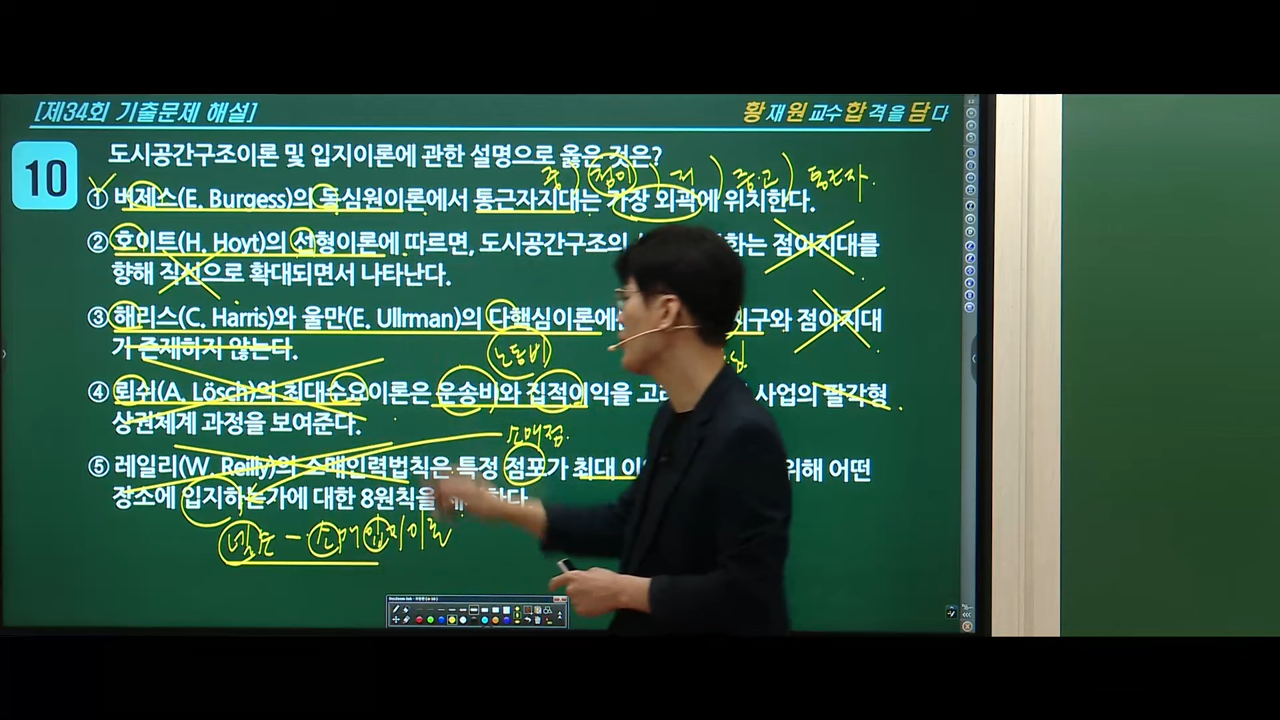 [제34회 기출문제 해설]
황재원교수합격을담다
10
도시공간구조이론 및 입지이론에 관한 설명으로 옳은 것은?
중) 점이) 저) 중·고) 통근자.
① 버제스(E. Burgess)의 동심원이론에서 통근자지대는 가장 외곽에 위치한다.
② 호이트(H. Hoyt)의 선형이론에 따르면, 도시공간구조의 점이지대를
향해 직선으로 확대되면서 나타난다.
③ 해리스(C. Harris)와 울만(E. Ullrman)의 다핵심이론에 점이지대
가 존재하지 않는다.
노동비
④ 뢰쉬(A. Lösch)의 최대수요이론은 운송비와 집적이익을 사업의 팔각형
상권체계 과정을 보여준다.
소매점.
⑤ 레일리(W. Reilly)의 소매인력법칙은 특정 점포가 최대 위해 어떤
장소에 입지하는가에 대한 8원칙을
넬슨 – 소매입지이론